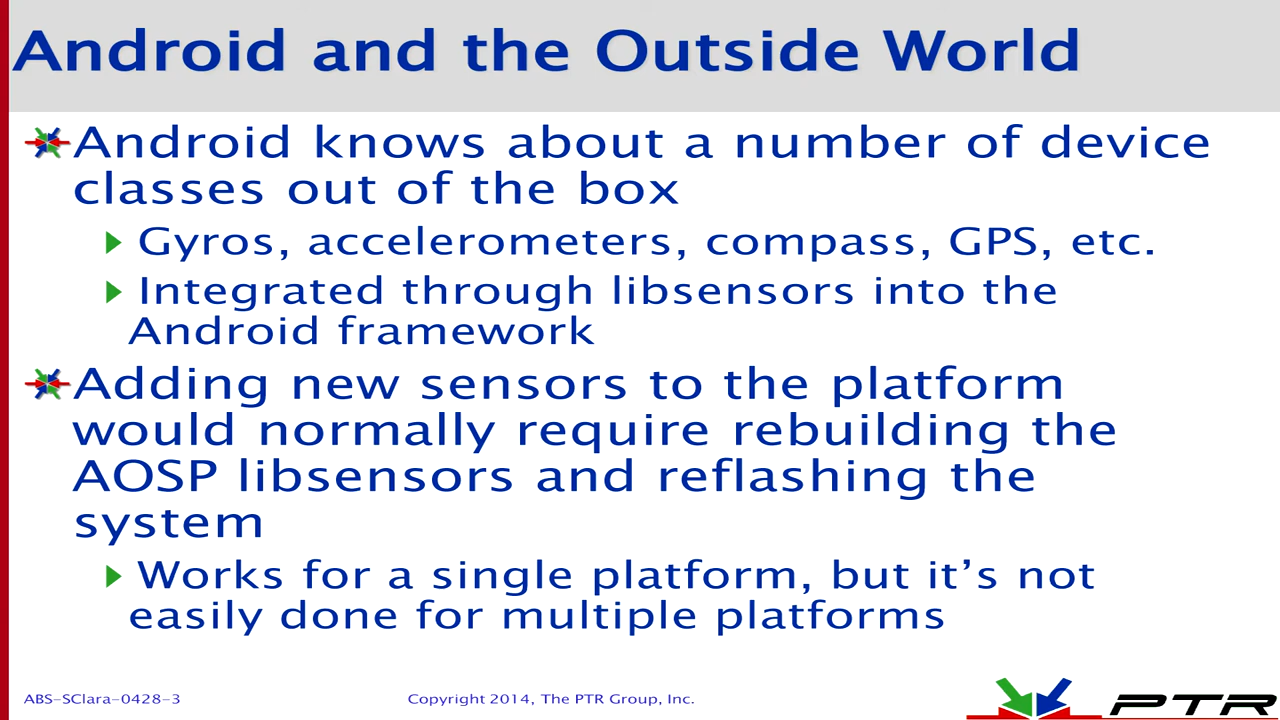 Android and the Outside World
Android knows about a number of device
classes out of the box
Gyros, accelerometers, compass, GPS, etc.
Integrated through libsensors into the
Android framework
Adding new sensors to the platform
would normally require rebuilding the
AOSP libsensors and reflashing the
system
Works for a single platform, but it’s not
easily done for multiple platforms
ABS-SClara-0428-3
Copyright 2014, The PTR Group, Inc.
PTR